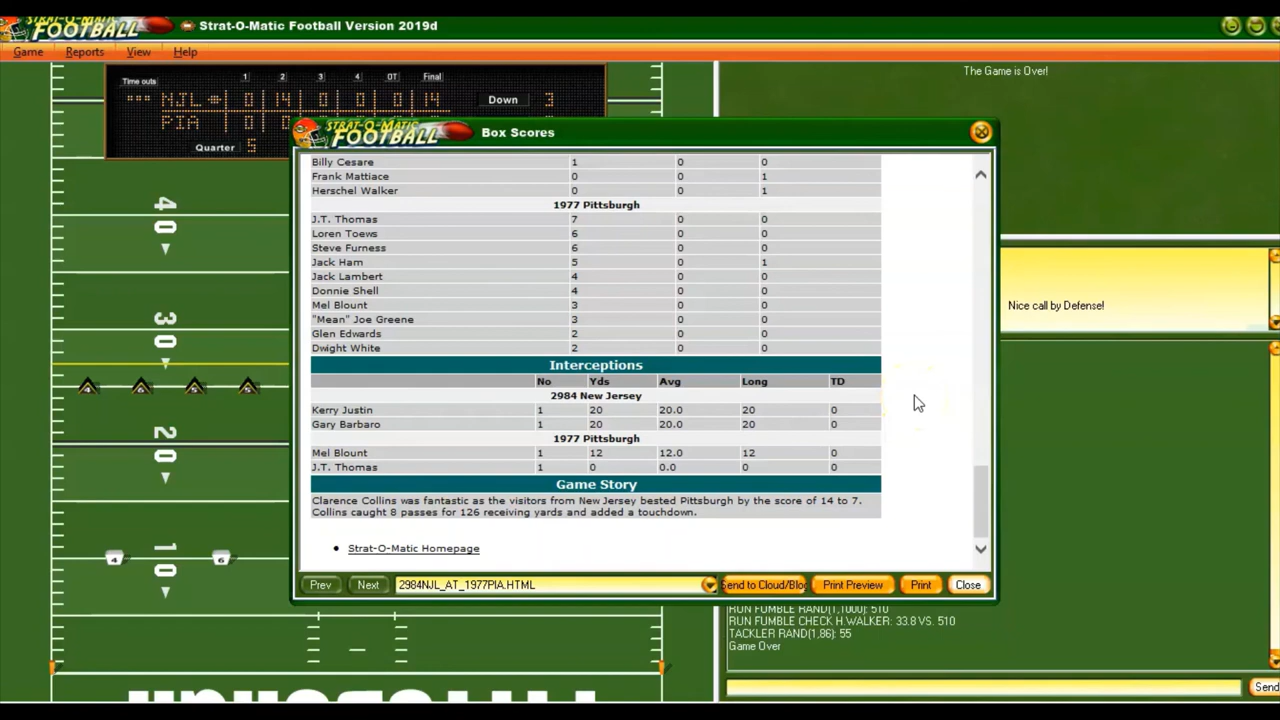 FOOTBALL Strat-O-Matic Football Version 2019d
Game Reports View Help
Time outs 1 2 3 4 OT Final
NJL 0 14 0 0 0 14 Down 3
PIA 0 0
Quarter 5
The Game is Over!
STRAT-O-MATIC FOOTBALL Box Scores
Billy Cesare 1 0 0
Frank Mattiace 0 0 1
Herschel Walker 0 0 1
1977 Pittsburgh
J.T. Thomas 7 0 0
Loren Toews 6 0 0
Steve Furness 6 0 0
Jack Ham 5 0 1
Jack Lambert 4 0 0
Donnie Shell 4 0 0
Mel Blount 3 0 0
"Mean" Joe Greene 3 0 0
Glen Edwards 2 0 0
Dwight White 2 0 0
Interceptions
No Yds Avg Long TD
2984 New Jersey
Kerry Justin 1 20 20.0 20 0
Gary Barbaro 1 20 20.0 20 0
1977 Pittsburgh
Mel Blount 1 12 12.0 12 0
J.T. Thomas 1 0 0.0 0 0
Game Story
Clarence Collins was fantastic as the visitors from New Jersey bested Pittsburgh by the score of 14 to 7.
Collins caught 8 passes for 126 receiving yards and added a touchdown.
Strat-O-Matic Homepage
Prev Next 2984NJL_AT_1977PIA.HTML Send to Cloud/Blog Print Preview Print Close
Nice call by Defense!
RUN FUMBLE RAND(1,1000): 510
RUN FUMBLE CHECK H.WALKER: 33.8 VS. 510
TACKLER RAND(1,86): 55
Game Over
Send
40
30
20
10
4 6